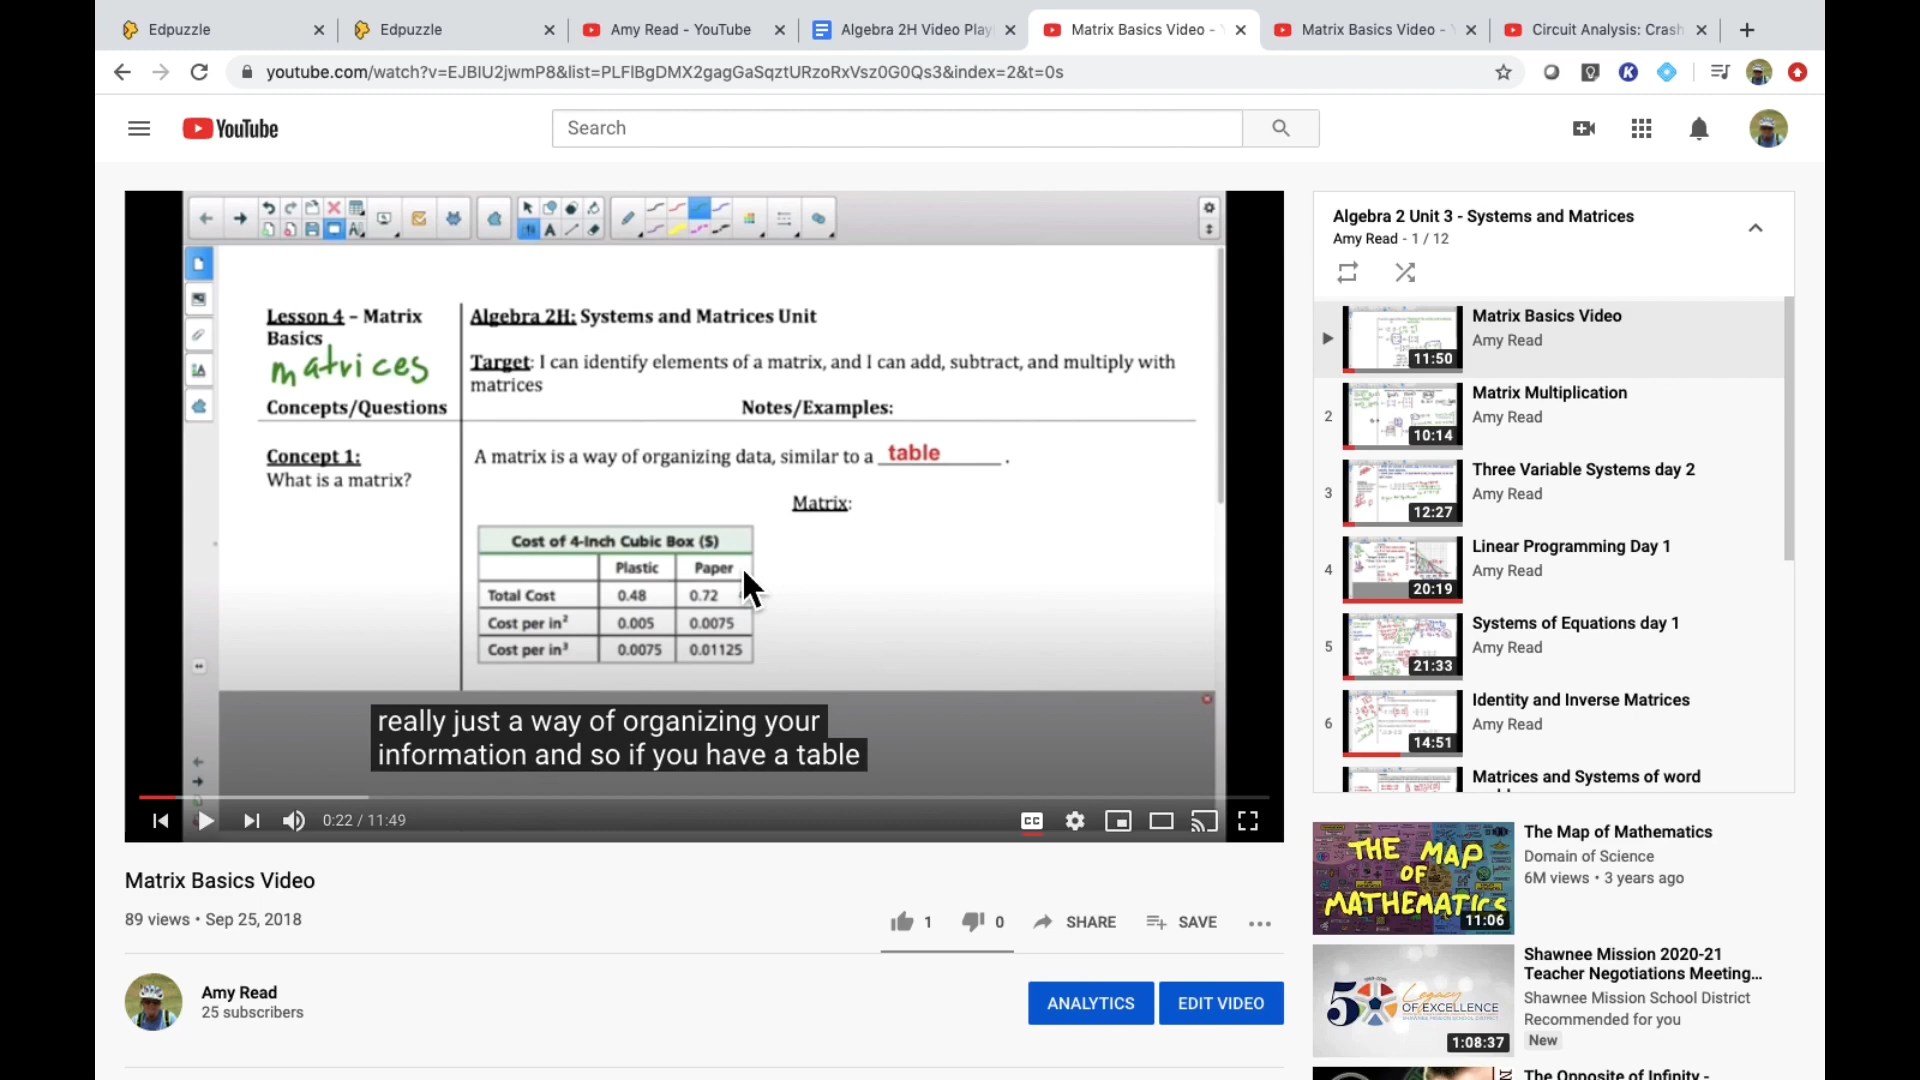 Edpuzzle
Edpuzzle
Amy Read - YouTube
Algebra 2H Video Play
Matrix Basics Video -
Matrix Basics Video -
Circuit Analysis: Crash
youtube.com/watch?v=EJBIU2jwmP8&list=PLFlBgDMX2gagGaSqztURzoRxVsz0G0Qs3&index=2&t=0s
YouTube
Search
Lesson 4 – Matrix
Basics
matrices
Concepts/Questions
Algebra 2H: Systems and Matrices Unit
Target: I can identify elements of a matrix, and I can add, subtract, and multiply with
matrices
Notes/Examples:
Concept 1:
What is a matrix?
A matrix is a way of organizing data, similar to a table .
Matrix:
Cost of 4-Inch Cubic Box ($)
Plastic Paper
Total Cost 0.48 0.72
Cost per in² 0.005 0.0075
Cost per in³ 0.0075 0.01125
really just a way of organizing your
information and so if you have a table
0:22 / 11:49
CC
Matrix Basics Video
89 views • Sep 25, 2018
1 0 SHARE SAVE
Amy Read
25 subscribers
ANALYTICS
EDIT VIDEO
Algebra 2 Unit 3 - Systems and Matrices
Amy Read - 1 / 12
11:50
Matrix Basics Video
Amy Read
2
10:14
Matrix Multiplication
Amy Read
3
12:27
Three Variable Systems day 2
Amy Read
4
20:19
Linear Programming Day 1
Amy Read
5
21:33
Systems of Equations day 1
Amy Read
6
14:51
Identity and Inverse Matrices
Amy Read
Matrices and Systems of word
THE MAP
OF
MATHEMATICS
11:06
The Map of Mathematics
Domain of Science
6M views • 3 years ago
50
Legacy
OF EXCELLENCE
SHAWNEE MISSION SCHOOL DISTRICT
1:08:37
Shawnee Mission 2020-21
Teacher Negotiations Meeting...
Shawnee Mission School District
Recommended for you
New
The Opposite of Infinity -